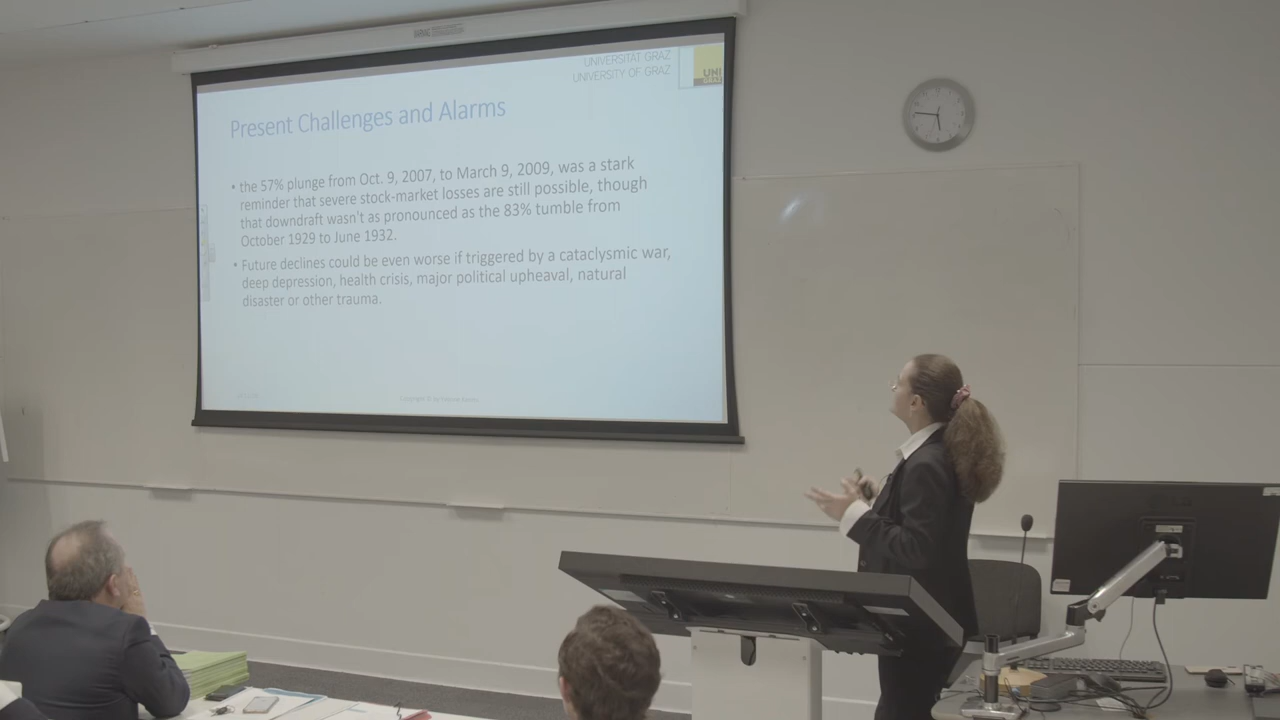 UNIVERSITÄT GRAZ
UNIVERSITY OF GRAZ
UNI
GRAZ
Present Challenges and Alarms
• the 57% plunge from Oct. 9, 2007, to March 9, 2009, was a stark
reminder that severe stock-market losses are still possible, though
that downdraft wasn't as pronounced as the 83% tumble from
October 1929 to June 1932.
• Future declines could be even worse if triggered by a cataclysmic war,
deep depression, health crisis, major political upheaval, natural
disaster or other trauma.